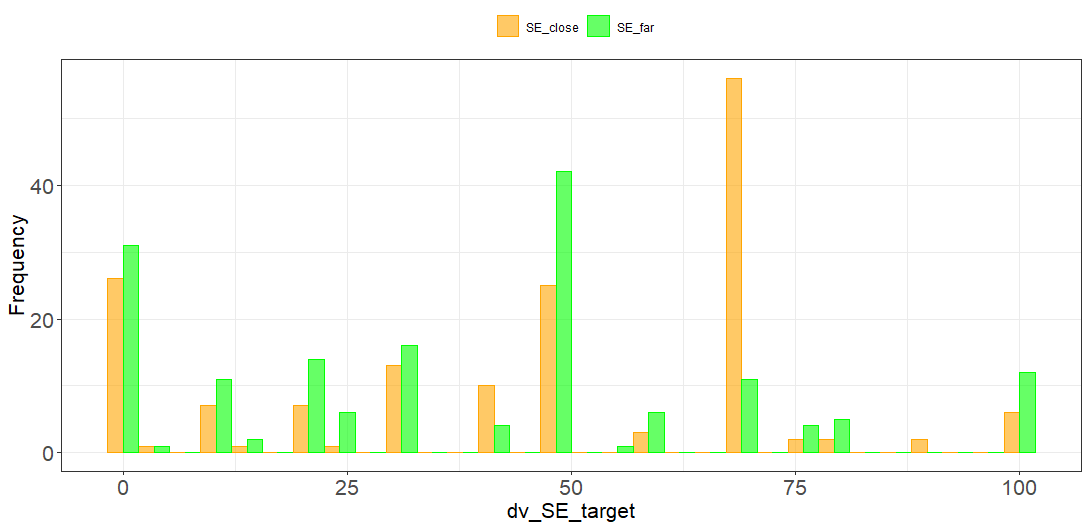 SE_close SE_far
Frequency
40
20
0
0 25 50 75 100
dv_SE_target